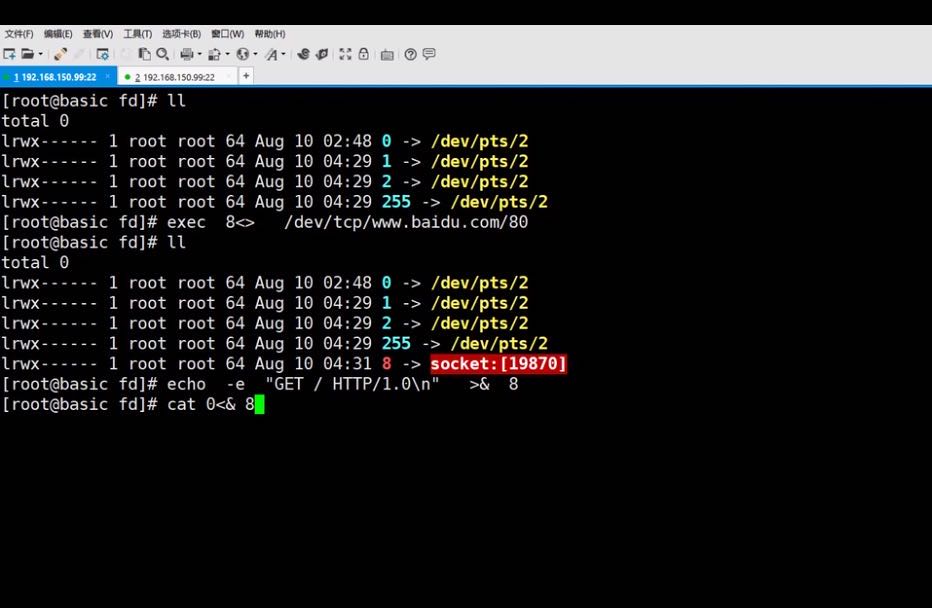 文件(F) 编辑(E) 查看(V) 工具(T) 选项卡(B) 窗口(W) 帮助(H)
1 192.168.150.99:22 × 2 192.168.150.99:22 × +
[root@basic fd]# ll
total 0
lrwx------ 1 root root 64 Aug 10 02:48 0 -> /dev/pts/2
lrwx------ 1 root root 64 Aug 10 04:29 1 -> /dev/pts/2
lrwx------ 1 root root 64 Aug 10 04:29 2 -> /dev/pts/2
lrwx------ 1 root root 64 Aug 10 04:29 255 -> /dev/pts/2
[root@basic fd]# exec  8<>   /dev/tcp/www.baidu.com/80
[root@basic fd]# ll
total 0
lrwx------ 1 root root 64 Aug 10 02:48 0 -> /dev/pts/2
lrwx------ 1 root root 64 Aug 10 04:29 1 -> /dev/pts/2
lrwx------ 1 root root 64 Aug 10 04:29 2 -> /dev/pts/2
lrwx------ 1 root root 64 Aug 10 04:29 255 -> /dev/pts/2
lrwx------ 1 root root 64 Aug 10 04:31 8 -> socket:[19870]
[root@basic fd]# echo  -e  "GET / HTTP/1.0\n"   >&  8
[root@basic fd]# cat 0<& 8